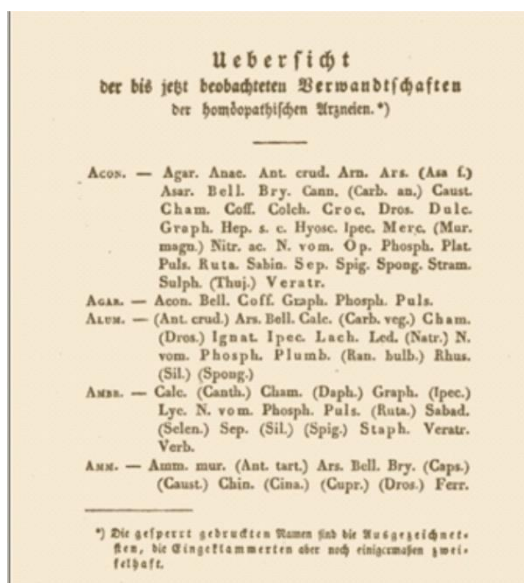 Uebersicht
der bis jetzt beobachteten Verwandtschaften
der homöopathischen Arzneien.*)
Acon. — Agar. Anac. Ant. crud. Arn. Ars. (Asa f.)
Asar. Bell. Bry. Cann. (Carb. an.) Caust.
Cham. Coff. Colch. Croc. Dros. Dulc.
Graph. Hep. s. c. Hyosc. Ipec. Merc. (Mur.
magn.) Nitr. ac. N. vom. Op. Phosph. Plat.
Puls. Ruta. Sabin. Sep. Spig. Spong. Stram.
Sulph. (Thuj.) Veratr.
Agar. — Acon. Bell. Coff. Graph. Phosph. Puls.
Alum. — (Ant. crud.) Ars. Bell. Calc. (Carb. veg.) Cham.
(Dros.) Ignat. Ipec. Lach. Led. (Natr.) N.
vom. Phosph. Plumb. (Ran. bulb.) Rhus.
(Sil.) (Spong.)
Ambr. — Calc. (Canth.) Cham. (Daph.) Graph. (Ipec.)
Lyc. N. vom. Phosph. Puls. (Ruta.) Sabad.
(Selen.) Sep. (Sil.) (Spig.) Staph. Veratr.
Verb.
Amm. — Amm. mur. (Ant. tart.) Ars. Bell. Bry. (Caps.)
(Caust.) Chin. (Cina.) (Cupr.) (Dros.) Ferr.
*) Die gesperrt gedruckten Namen sind die Ausgezeichnet-
sten, die Eingeklammerten aber noch einigermaßen zwei-
felhaft.